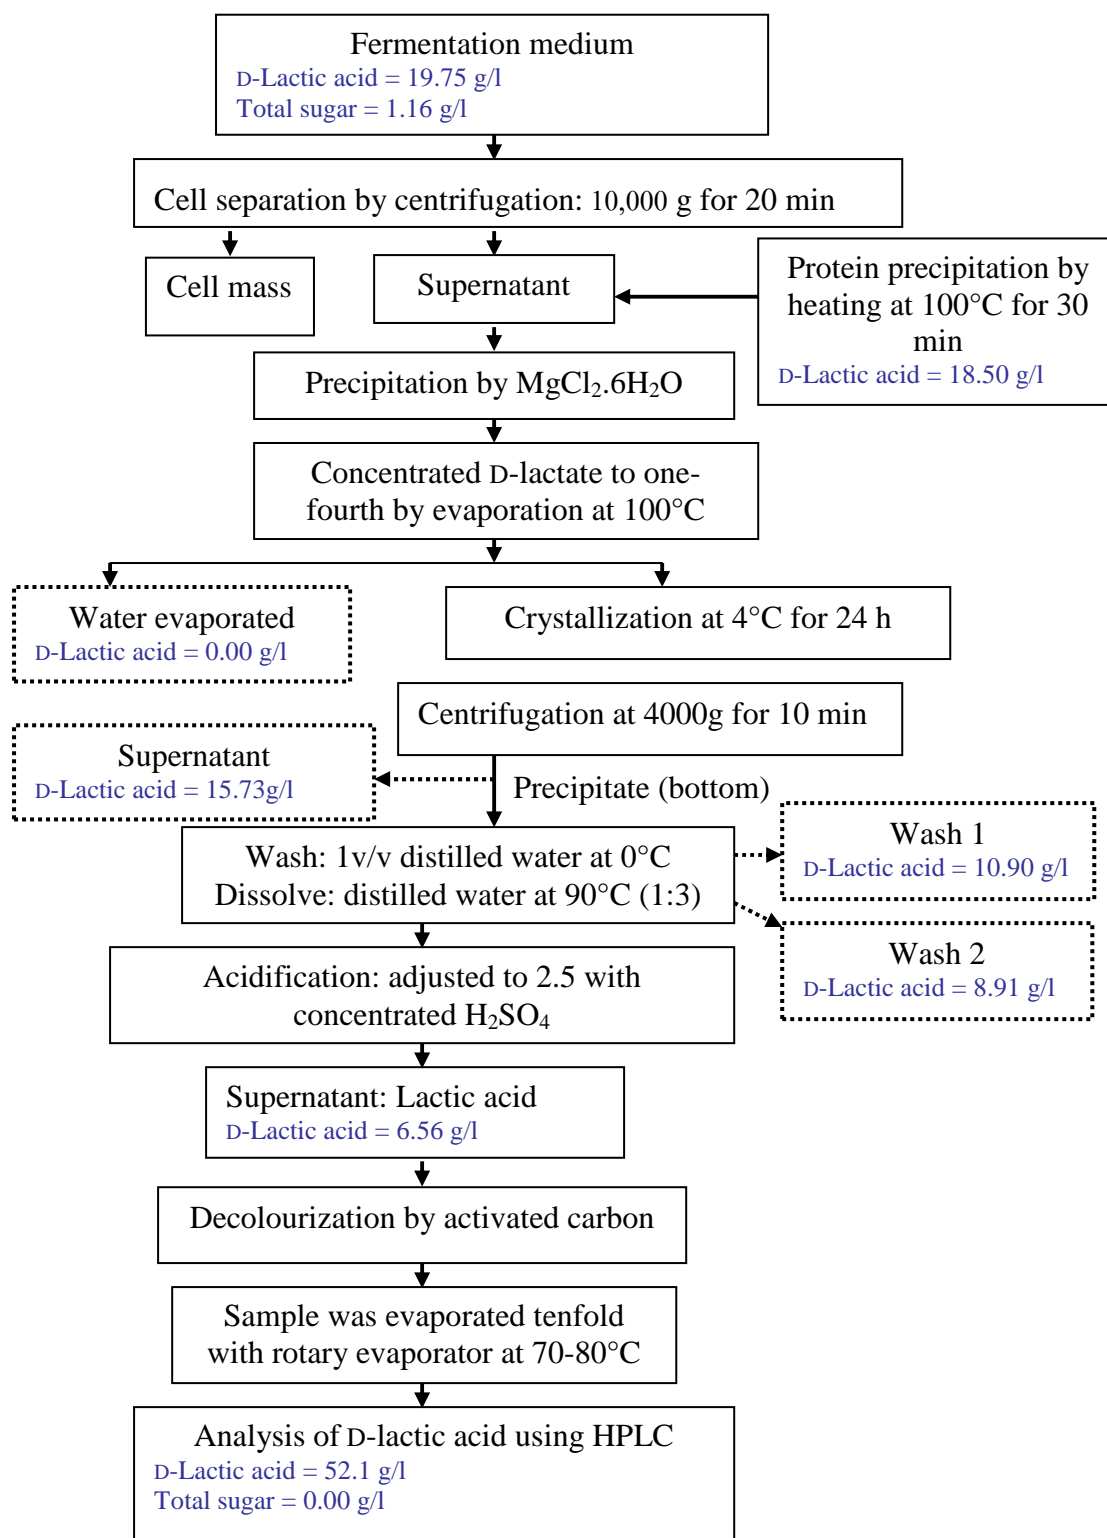 Fermentation medium
D-Lactic acid = 19.75 g/l
Total sugar = 1.16 g/l
Cell separation by centrifugation: 10,000 g for 20 min
Cell mass
Supernatant
Protein precipitation by
heating at 100°C for 30
min
D-Lactic acid = 18.50 g/l
Precipitation by MgCl₂.6H₂O
Concentrated D-lactate to one-
fourth by evaporation at 100°C
Water evaporated
D-Lactic acid = 0.00 g/l
Crystallization at 4°C for 24 h
Centrifugation at 4000g for 10 min
Supernatant
D-Lactic acid = 15.73g/l
Precipitate (bottom)
Wash: 1v/v distilled water at 0°C
Dissolve: distilled water at 90°C (1:3)
Wash 1
D-Lactic acid = 10.90 g/l
Wash 2
D-Lactic acid = 8.91 g/l
Acidification: adjusted to 2.5 with
concentrated H₂SO₄
Supernatant: Lactic acid
D-Lactic acid = 6.56 g/l
Decolourization by activated carbon
Sample was evaporated tenfold
with rotary evaporator at 70-80°C
Analysis of D-lactic acid using HPLC
D-Lactic acid = 52.1 g/l
Total sugar = 0.00 g/l